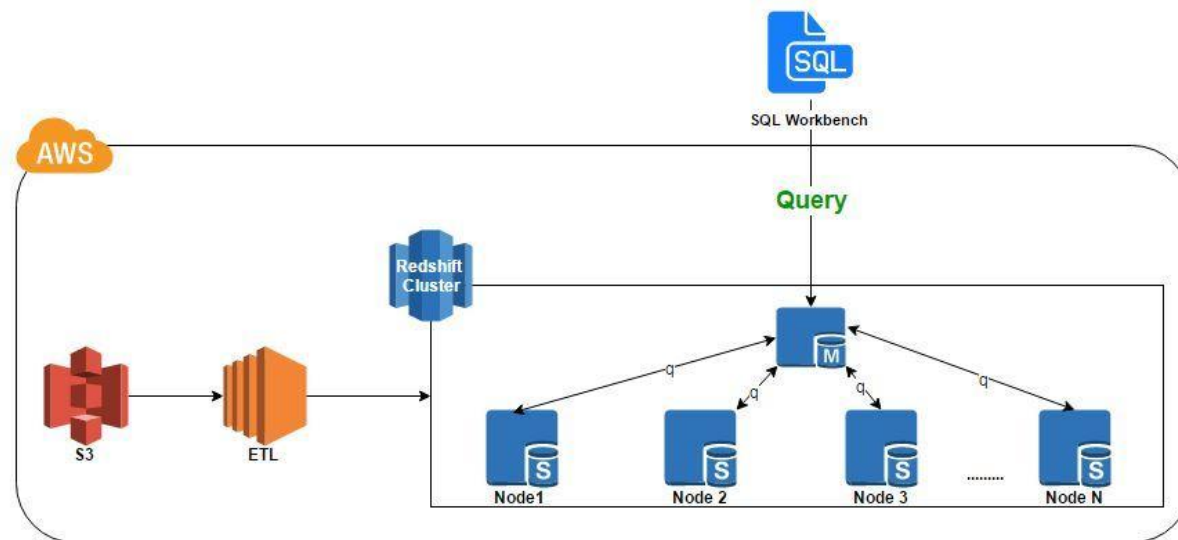 SQL
SQL Workbench
AWS
Query
Redshift
Cluster
M
q
q
q
q
S
S
S
S
.........
S3
ETL
Node1
Node 2
Node 3
Node N